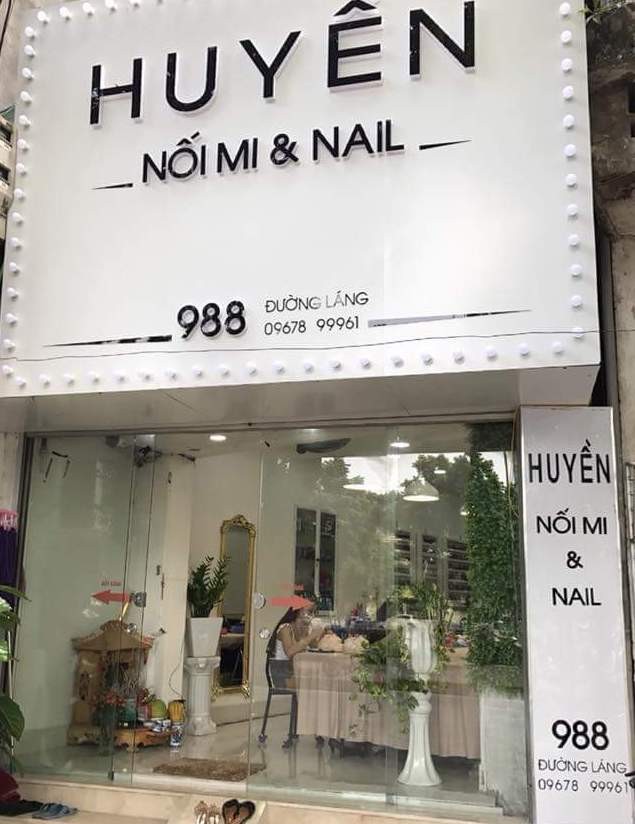 HUYỀN
NỐI MI & NAIL
988
ĐƯỜNG LÁNG
09678 99961
HUYỀN
NỐI MI
&
NAIL
988
ĐƯỜNG LÁNG
09678 99961